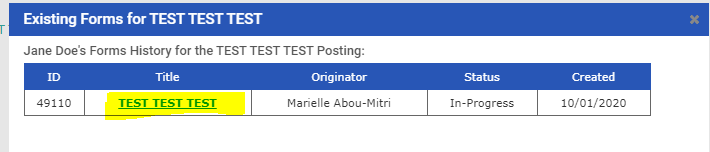 Existing Forms for TEST TEST TEST
Jane Doe's Forms History for the TEST TEST TEST Posting:
ID Title Originator Status Created
49110 TEST TEST TEST Marielle Abou-Mitri In-Progress 10/01/2020